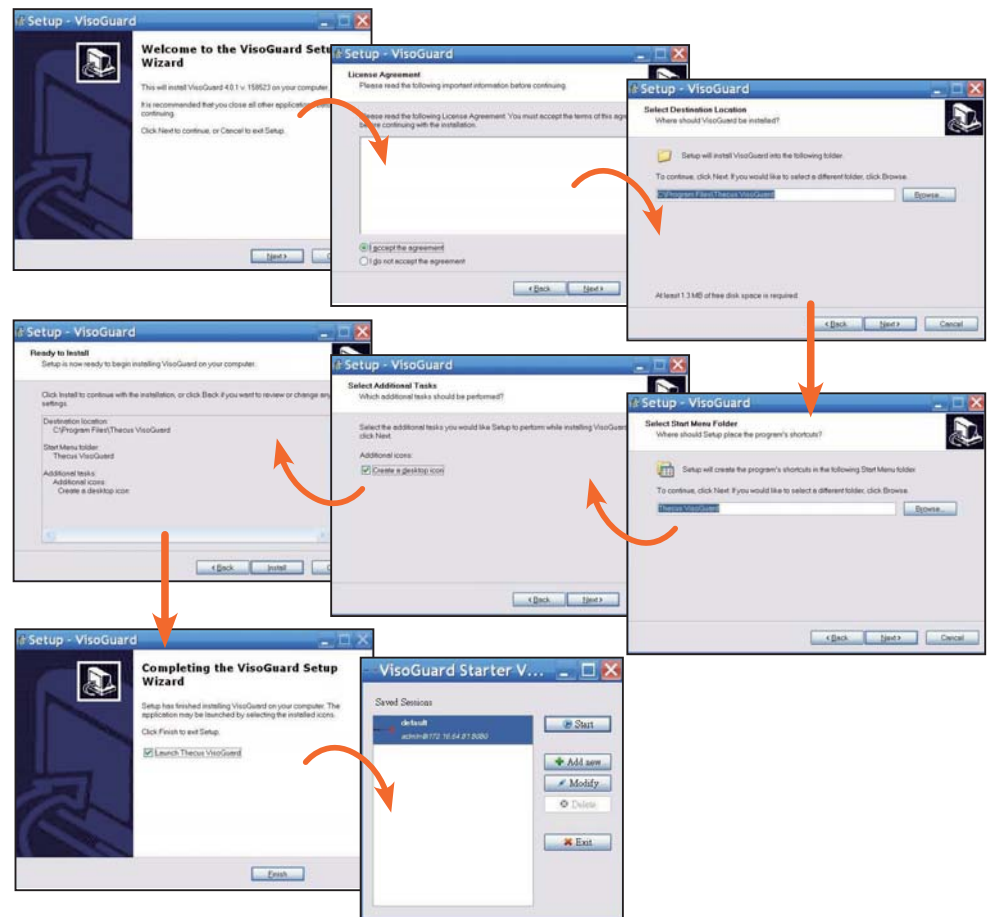 Setup - VisoGuard
Welcome to the VisoGuard Setu
Wizard
This will install VisoGuard 4.0.1 v. 158523 on your computer.
It is recommended that you close all other applications
continuing.
Click Next to continue, or Cancel to exit Setup.
Next >
Setup - VisoGuard
License Agreement
Please read the following important information before continuing.
Please read the following License Agreement. You must accept the terms of this agre
before continuing with the installation.
I accept the agreement
I do not accept the agreement
< Back Next >
Setup - VisoGuard
Select Destination Location
Where should VisoGuard be installed?
Setup will install VisoGuard into the following folder.
To continue, click Next. If you would like to select a different folder, click Browse.
C:\Program Files\Thecus VisoGuard
Browse...
At least 1.3 MB of free disk space is required.
< Back Next > Cancel
Setup - VisoGuard
Select Start Menu Folder
Where should Setup place the program's shortcuts?
Setup will create the program's shortcuts in the following Start Menu folder.
To continue, click Next. If you would like to select a different folder, click Browse.
Thecus VisoGuard
Browse...
< Back Next > Cancel
Setup - VisoGuard
Select Additional Tasks
Which additional tasks should be performed?
Select the additional tasks you would like Setup to perform while installing VisoGuard
click Next.
Additional icons:
Create a desktop icon
< Back Next >
Setup - VisoGuard
Ready to Install
Setup is now ready to begin installing VisoGuard on your computer.
Click Install to continue with the installation, or click Back if you want to review or change any
settings.
Destination location:
C:\Program Files\Thecus VisoGuard
Start Menu folder:
Thecus VisoGuard
Additional tasks:
Additional icons:
Create a desktop icon
< Back Install
Setup - VisoGuard
Completing the VisoGuard Setup
Wizard
Setup has finished installing VisoGuard on your computer. The
application may be launched by selecting the installed icons.
Click Finish to exit Setup.
Launch Thecus VisoGuard
Finish
VisoGuard Starter V...
Saved Sessions
default
admin@172.16.64.91:8080
Start
Add new
Modify
Delete
Exit